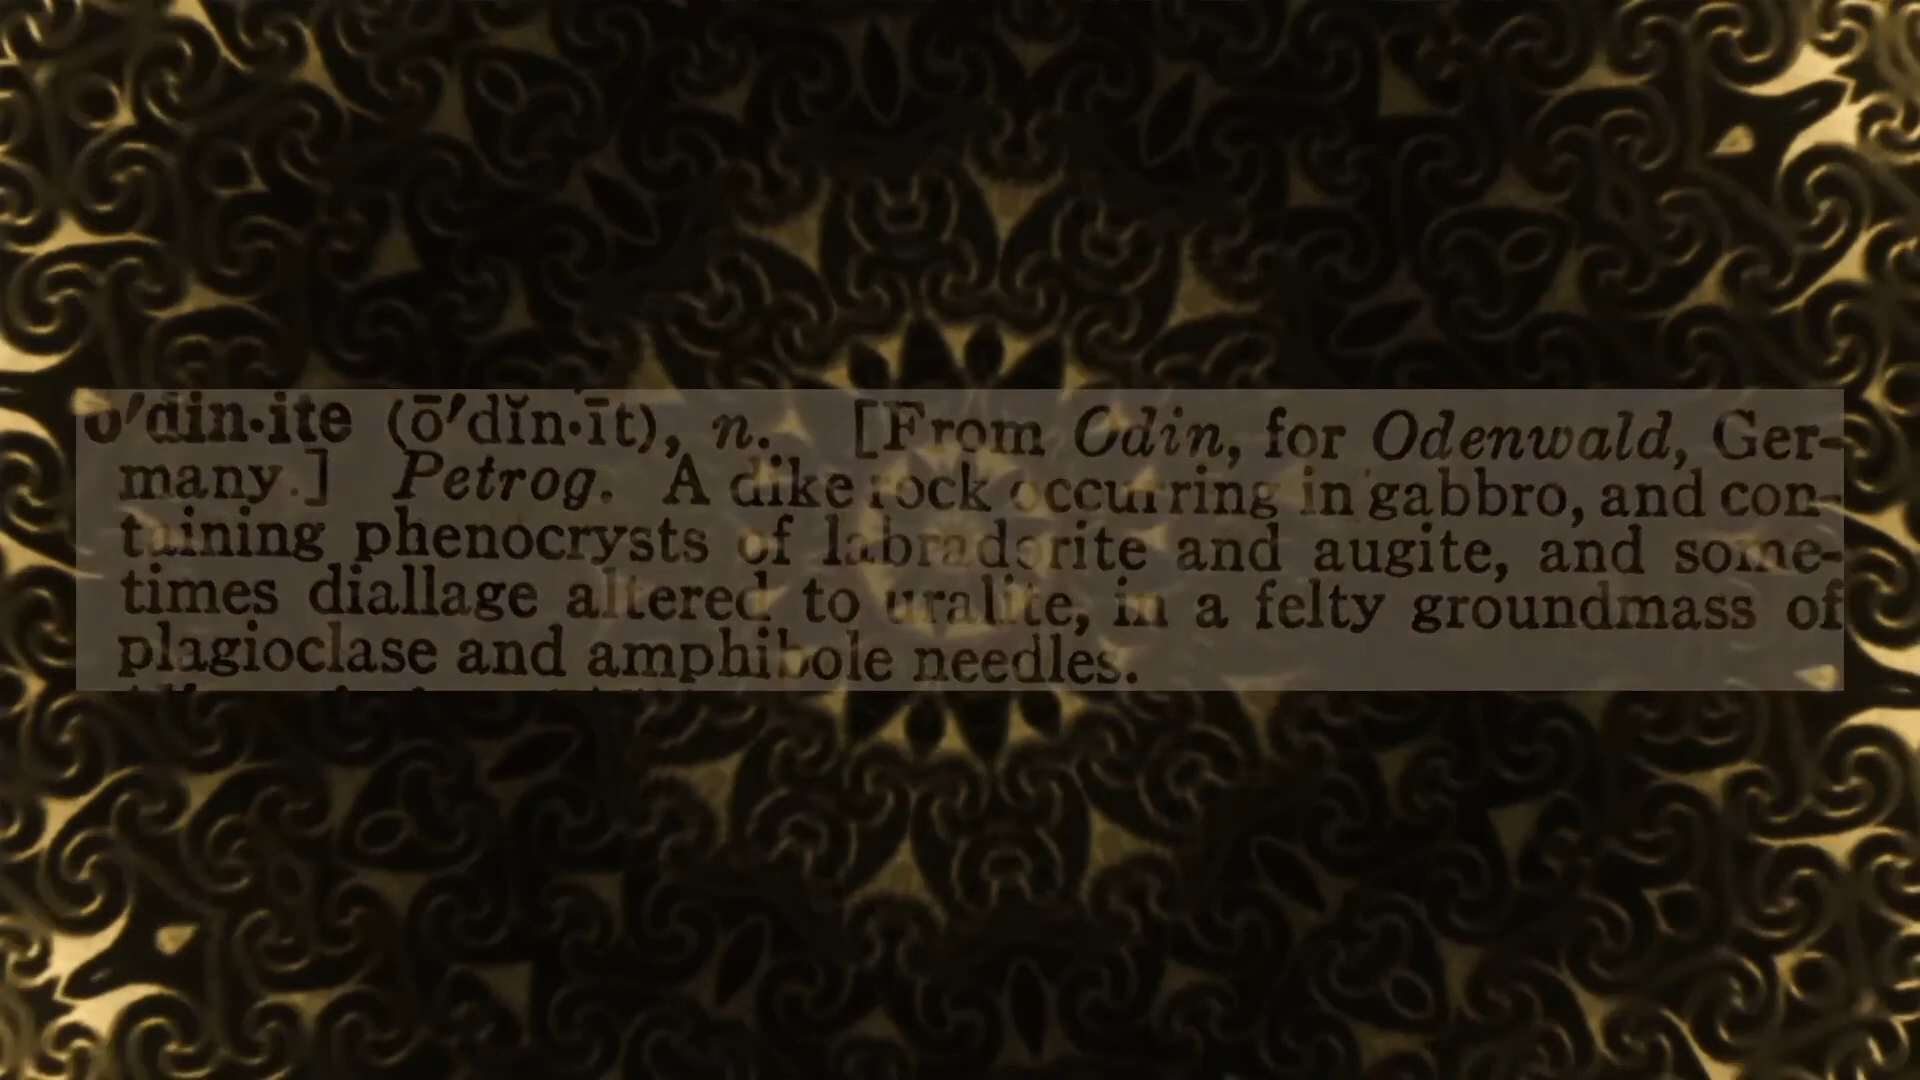 o′din·ite (ō′dĭn·īt), n. [From Odin, for Odenwald, Ger-
many.] Petrog. A dike rock occurring in gabbro, and con-
taining phenocrysts of labradorite and augite, and some-
times diallage altered to uralite, in a felty groundmass of
plagioclase and amphibole needles.